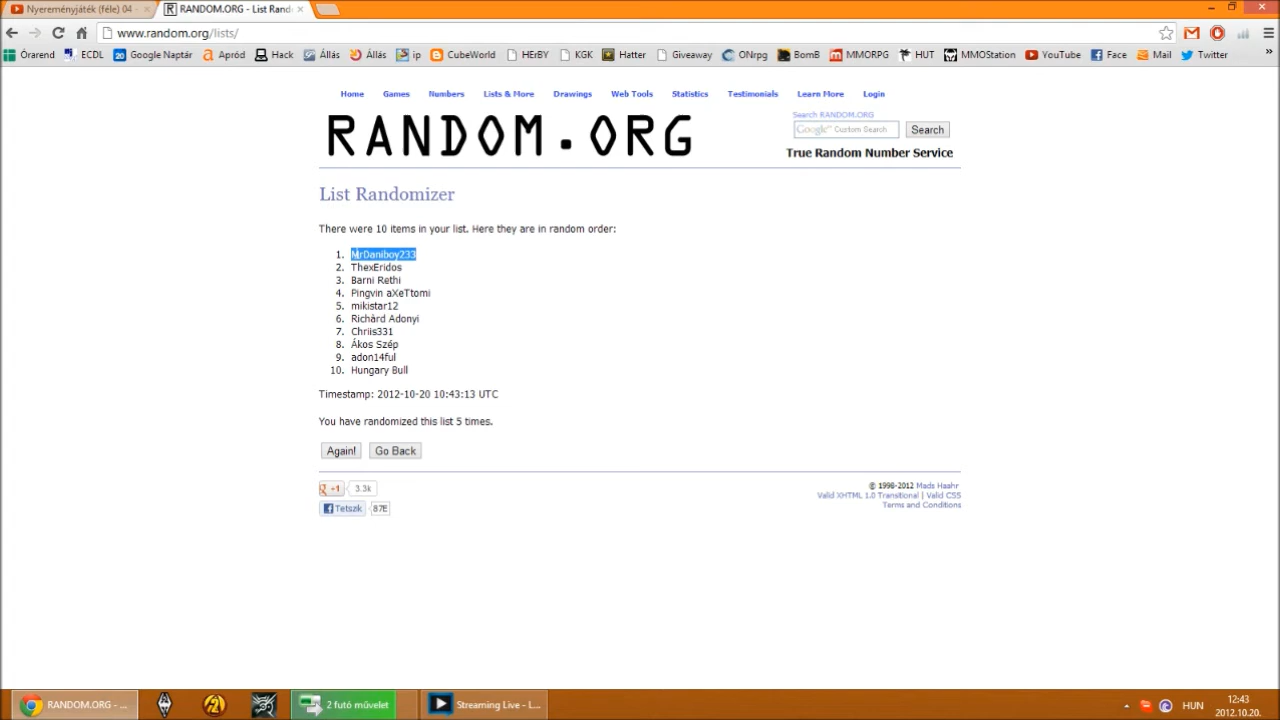 Nyereményjáték (féle) 04 -
RANDOM.ORG - List Rand
www.random.org/lists/
Órarend ECDL Google Naptár Apród Hack Állás Állás ip CubeWorld HErBY KGK Hatter Giveaway ONrpg BomB MMORPG HUT MMOStation YouTube Face Mail Twitter »
Home Games Numbers Lists & More Drawings Web Tools Statistics Testimonials Learn More Login
RANDOM.ORG
Search RANDOM.ORG
Google™ Custom Search Search
True Random Number Service
List Randomizer
There were 10 items in your list. Here they are in random order:
1. MrDaniboy233
2. ThexEridos
3. Barni Rethi
4. Pingvin aXeTtomi
5. mikistar12
6. Richàrd Adonyi
7. Chriis331
8. Ákos Szép
9. adon14ful
10. Hungary Bull
Timestamp: 2012-10-20 10:43:13 UTC
You have randomized this list 5 times.
Again! Go Back
+1 3.3k
Tetszik 87E
© 1998-2012 Mads Haahr
Valid XHTML 1.0 Transitional | Valid CSS
Terms and Conditions
RANDOM.ORG - ...
2 futó művelet
Streaming Live - L...
HUN
12:43
2012.10.20.